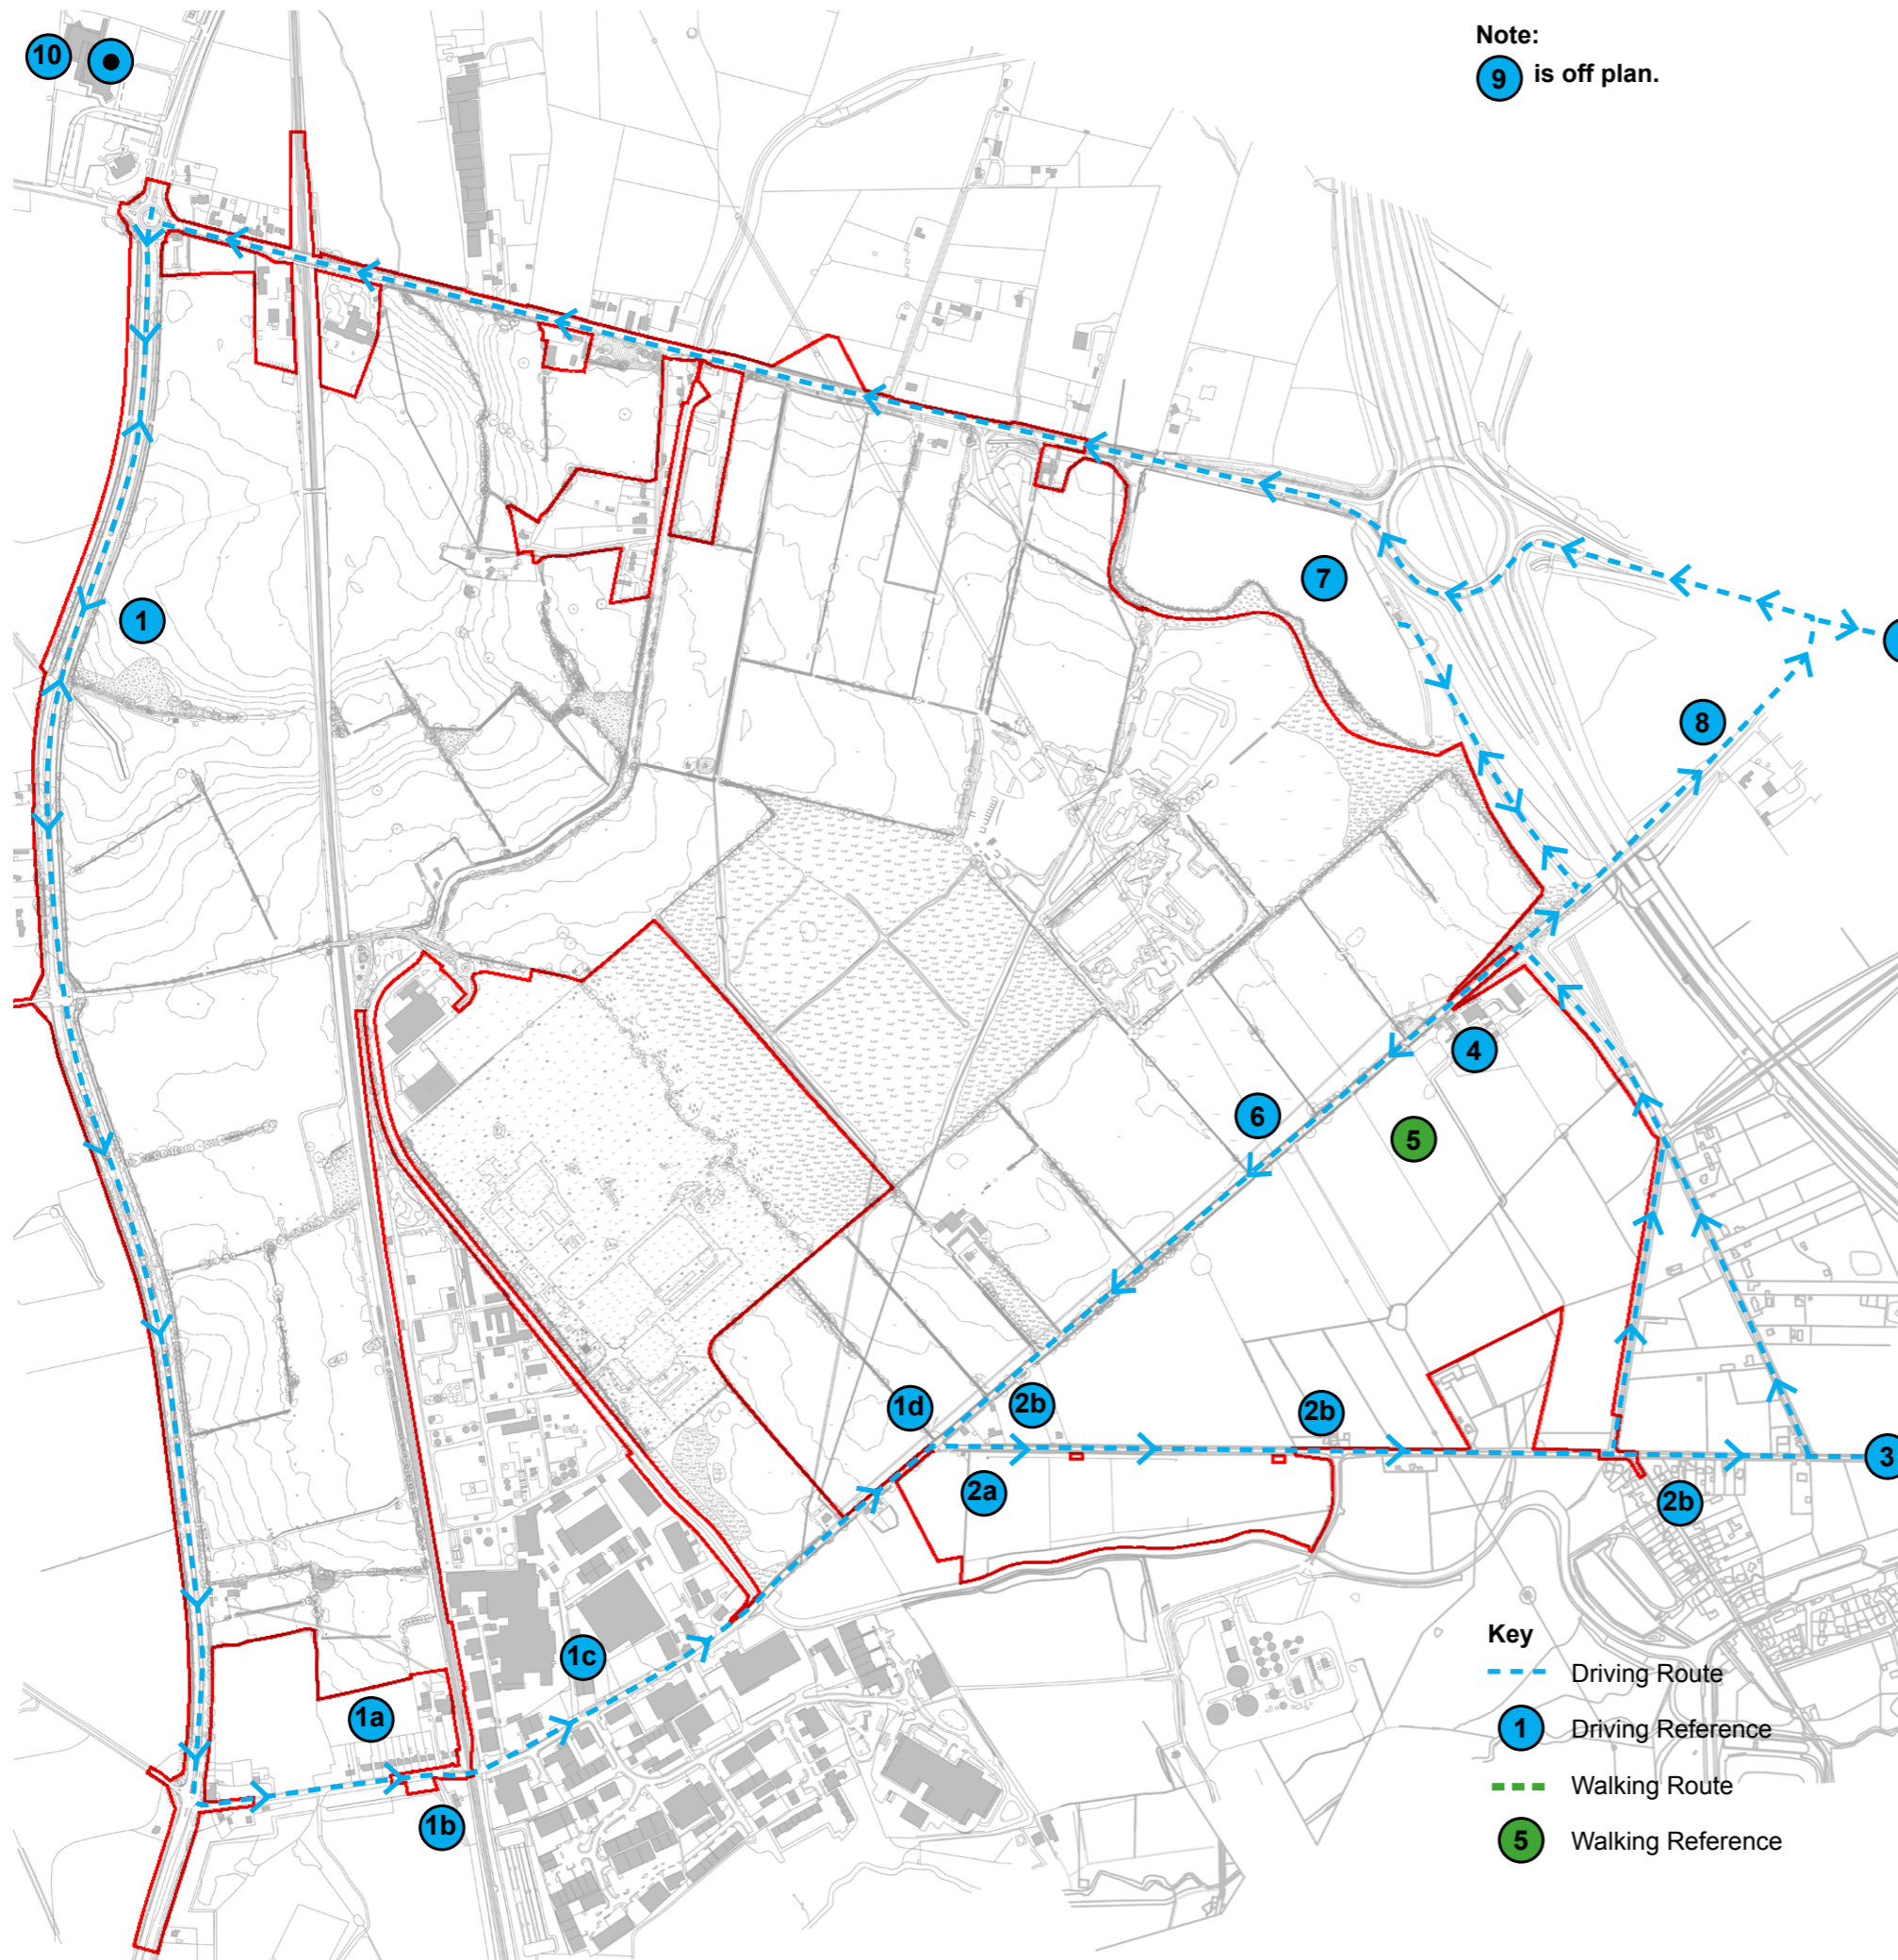 Note:
9 is off plan.
10
1
7
8
4
6
5
1d
2b
2b
3
2a
2b
1c
1a
1b
Key
Driving Route
1 Driving Reference
Walking Route
5 Walking Reference